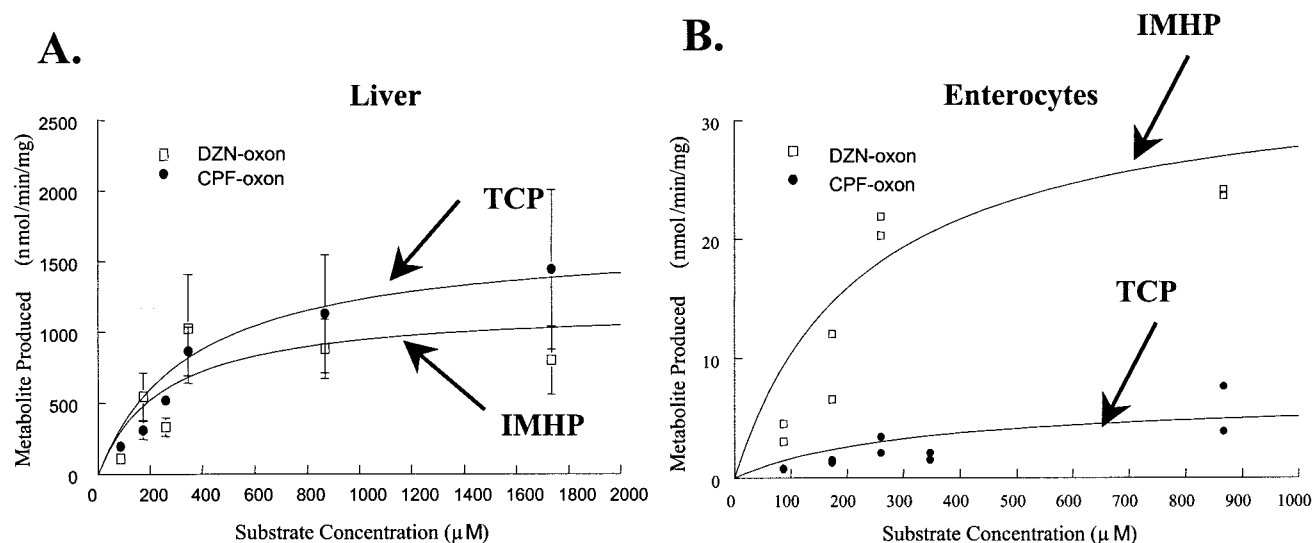 A.
Liver
2500
2000
1500
1000
500
0
Metabolite Produced (nmol/min/mg)
DZN-oxon
CPF-oxon
TCP
IMHP
0 200 400 600 800 1000 1200 1400 1600 1800 2000
Substrate Concentration (μM)
B.
IMHP
Enterocytes
30
20
10
0
Metabolite Produced (nmol/min/mg)
DZN-oxon
CPF-oxon
TCP
0 100 200 300 400 500 600 700 800 900 1000
Substrate Concentration (μM)